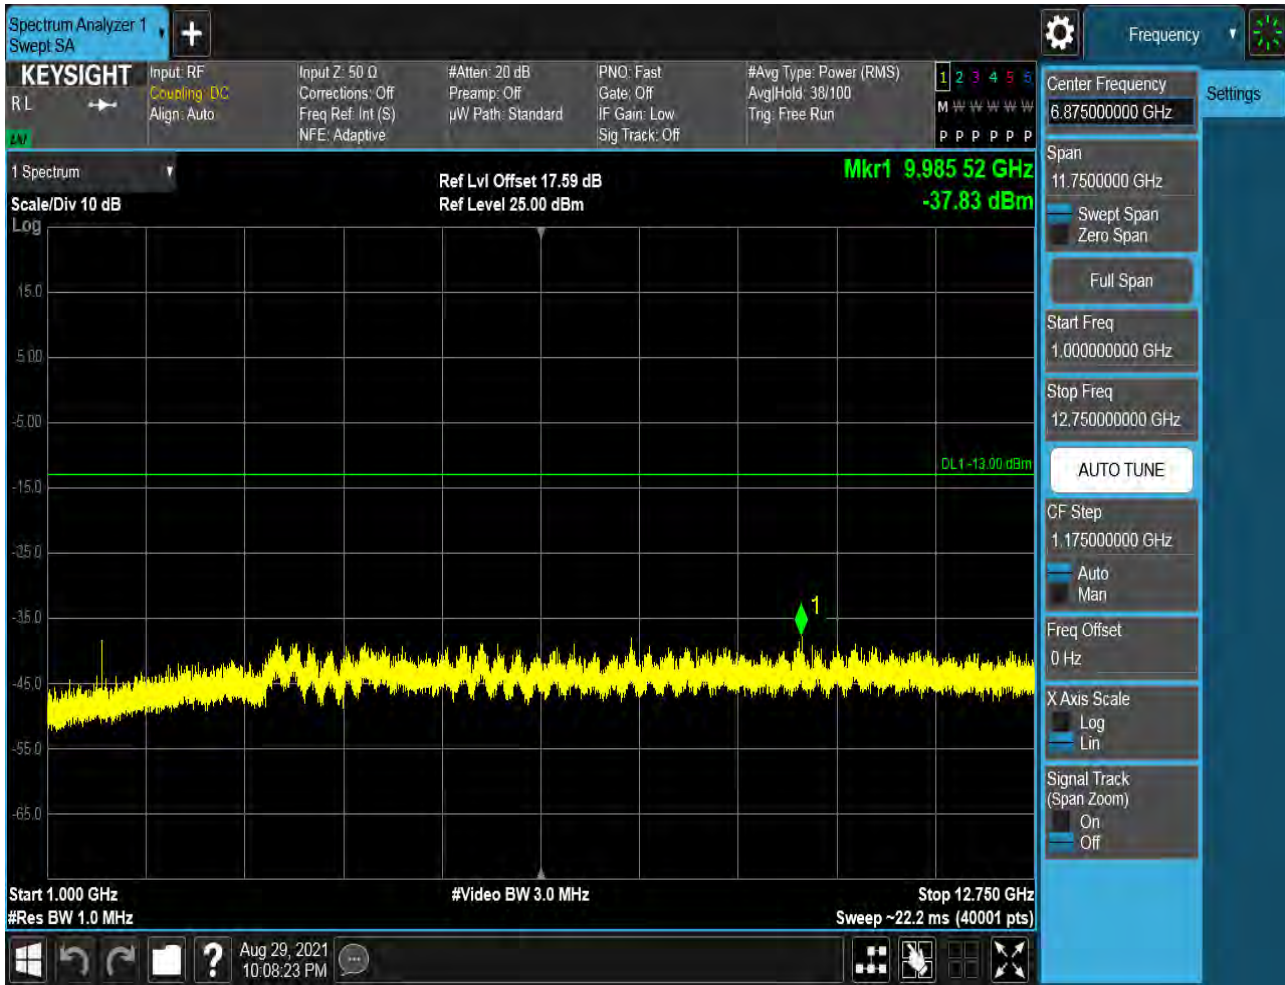 Spectrum Analyzer 1
Swept SA
Frequency
KEYSIGHT
R L
LXI
Input: RF
Coupling: DC
Align: Auto
Input Z: 50 Ω
Corrections: Off
Freq Ref: Int (S)
NFE: Adaptive
#Atten: 20 dB
Preamp: Off
µW Path: Standard
PNO: Fast
Gate: Off
IF Gain: Low
Sig Track: Off
#Avg Type: Power (RMS)
Avg|Hold: 38/100
Trig: Free Run
1 2 3 4 5 6
M W W W W W
P P P P P P
1 Spectrum
Scale/Div 10 dB
Log
Ref Lvl Offset 17.59 dB
Ref Level 25.00 dBm
Mkr1 9.985 52 GHz
-37.83 dBm
15.0
5.00
-5.00
-15.0
-25.0
-35.0
-45.0
-55.0
-65.0
DL1 -13.00 dBm
1
Start 1.000 GHz
#Res BW 1.0 MHz
#Video BW 3.0 MHz
Stop 12.750 GHz
Sweep ~22.2 ms (40001 pts)
Center Frequency
6.875000000 GHz
Settings
Span
11.7500000 GHz
Swept Span
Zero Span
Full Span
Start Freq
1.000000000 GHz
Stop Freq
12.750000000 GHz
AUTO TUNE
CF Step
1.175000000 GHz
Auto
Man
Freq Offset
0 Hz
X Axis Scale
Log
Lin
Signal Track
(Span Zoom)
On
Off
?
Aug 29, 2021
10:08:23 PM